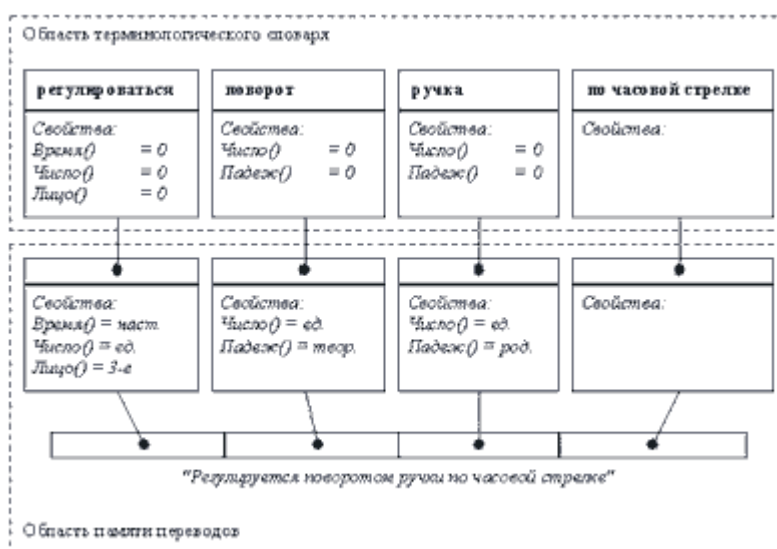 Область терминологического словаря
регулироваться
поворот
ручка
по часовой стрелке
Свойства:
Время() = 0
Число() = 0
Лицо() = 0
Свойства:
Число() = 0
Падеж() = 0
Свойства:
Число() = 0
Падеж() = 0
Свойства:
Свойства:
Время() = наст.
Число() = ед.
Лицо() = 3-е
Свойства:
Число() = ед.
Падеж() = твор.
Свойства:
Число() = ед.
Падеж() = род.
Свойства:
"Регулируется поворотом ручки по часовой стрелке"
Область памяти переводов